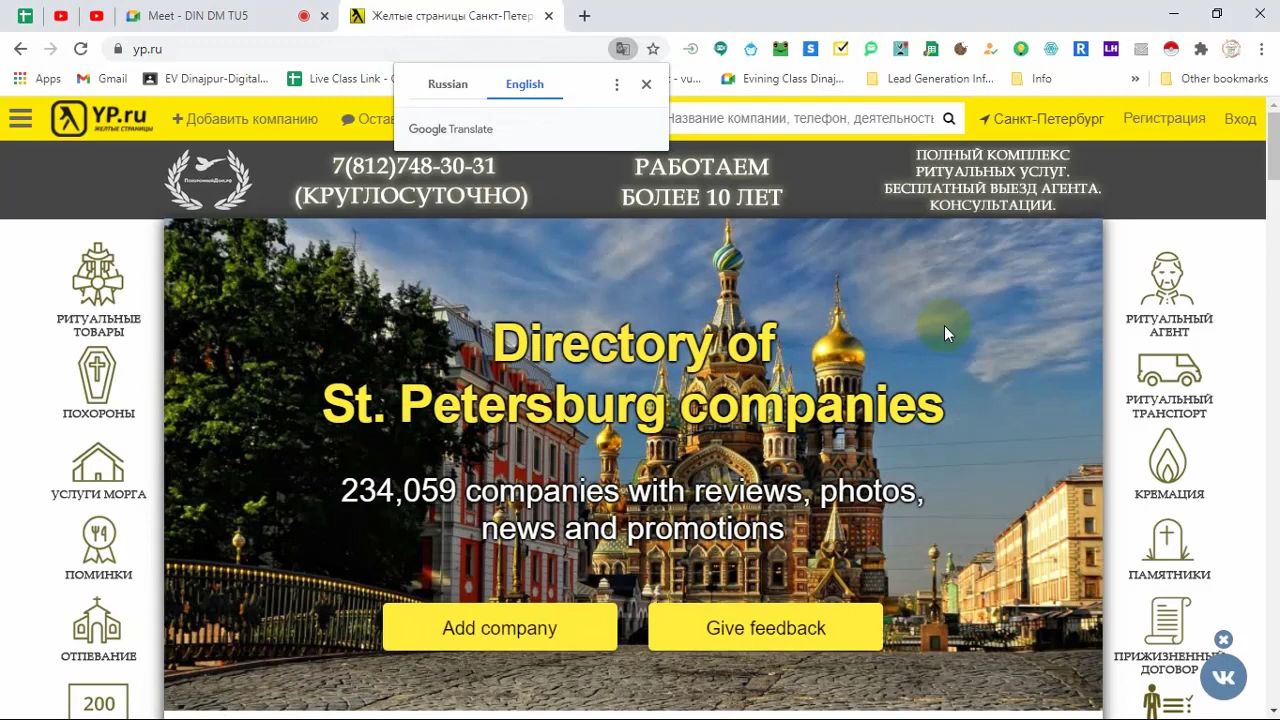 Meet - DIN DM TU5
Желтые страницы Санкт-Петер
yp.ru
Apps
Gmail
EV Dinajpur-Digital...
Live Class Link -
- vu...
Evining Class Dinaj...
Lead Generation Inf...
Info
Other bookmarks
Russian
English
Google Translate
YP.ru
ЖЕЛТЫЕ СТРАНИЦЫ
Добавить компанию
Остав
Название компании, телефон, деятельность
Санкт-Петербург
Регистрация
Вход
ПохоронныйДом.рф
7(812)748-30-31
(КРУГЛОСУТОЧНО)
РАБОТАЕМ
БОЛЕЕ 10 ЛЕТ
ПОЛНЫЙ КОМПЛЕКС
РИТУАЛЬНЫХ УСЛУГ.
БЕСПЛАТНЫЙ ВЫЕЗД АГЕНТА.
КОНСУЛЬТАЦИИ.
РИТУАЛЬНЫЕ
ТОВАРЫ
ПОХОРОНЫ
УСЛУГИ МОРГА
ПОМИНКИ
ОТПЕВАНИЕ
200
Directory of
St. Petersburg companies
234,059 companies with reviews, photos,
news and promotions
Add company
Give feedback
РИТУАЛЬНЫЙ
АГЕНТ
РИТУАЛЬНЫЙ
ТРАНСПОРТ
КРЕМАЦИЯ
ПАМЯТНИКИ
ПРИЖИЗНЕННЫЙ
ДОГОВОР